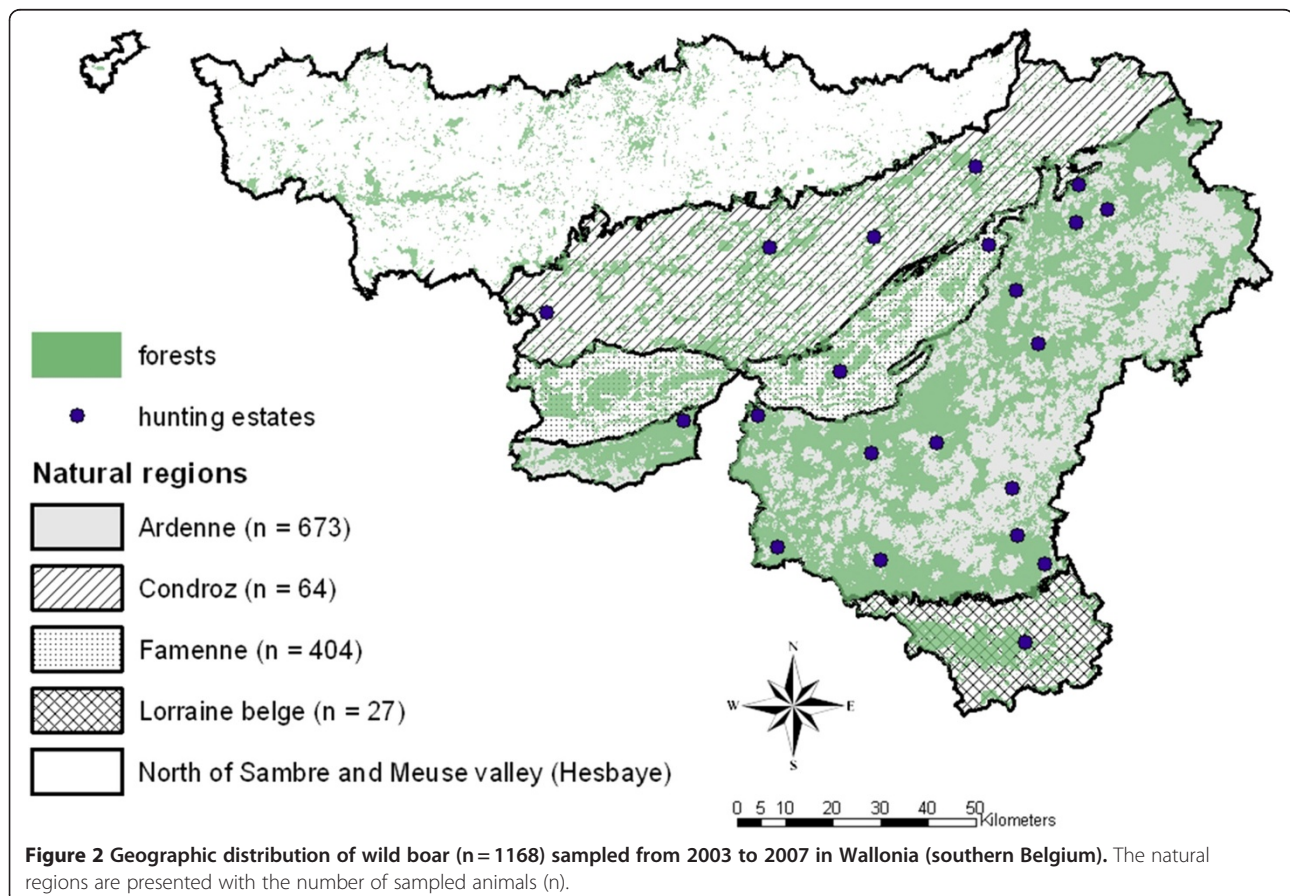 forests
hunting estates
Natural regions
Ardenne (n = 673)
Condroz (n = 64)
Famenne (n = 404)
Lorraine belge (n = 27)
North of Sambre and Meuse valley (Hesbaye)
N
W E
S
0 5 10 20 30 40 50
Kilometers
Figure 2 Geographic distribution of wild boar (n = 1168) sampled from 2003 to 2007 in Wallonia (southern Belgium). The natural
regions are presented with the number of sampled animals (n).